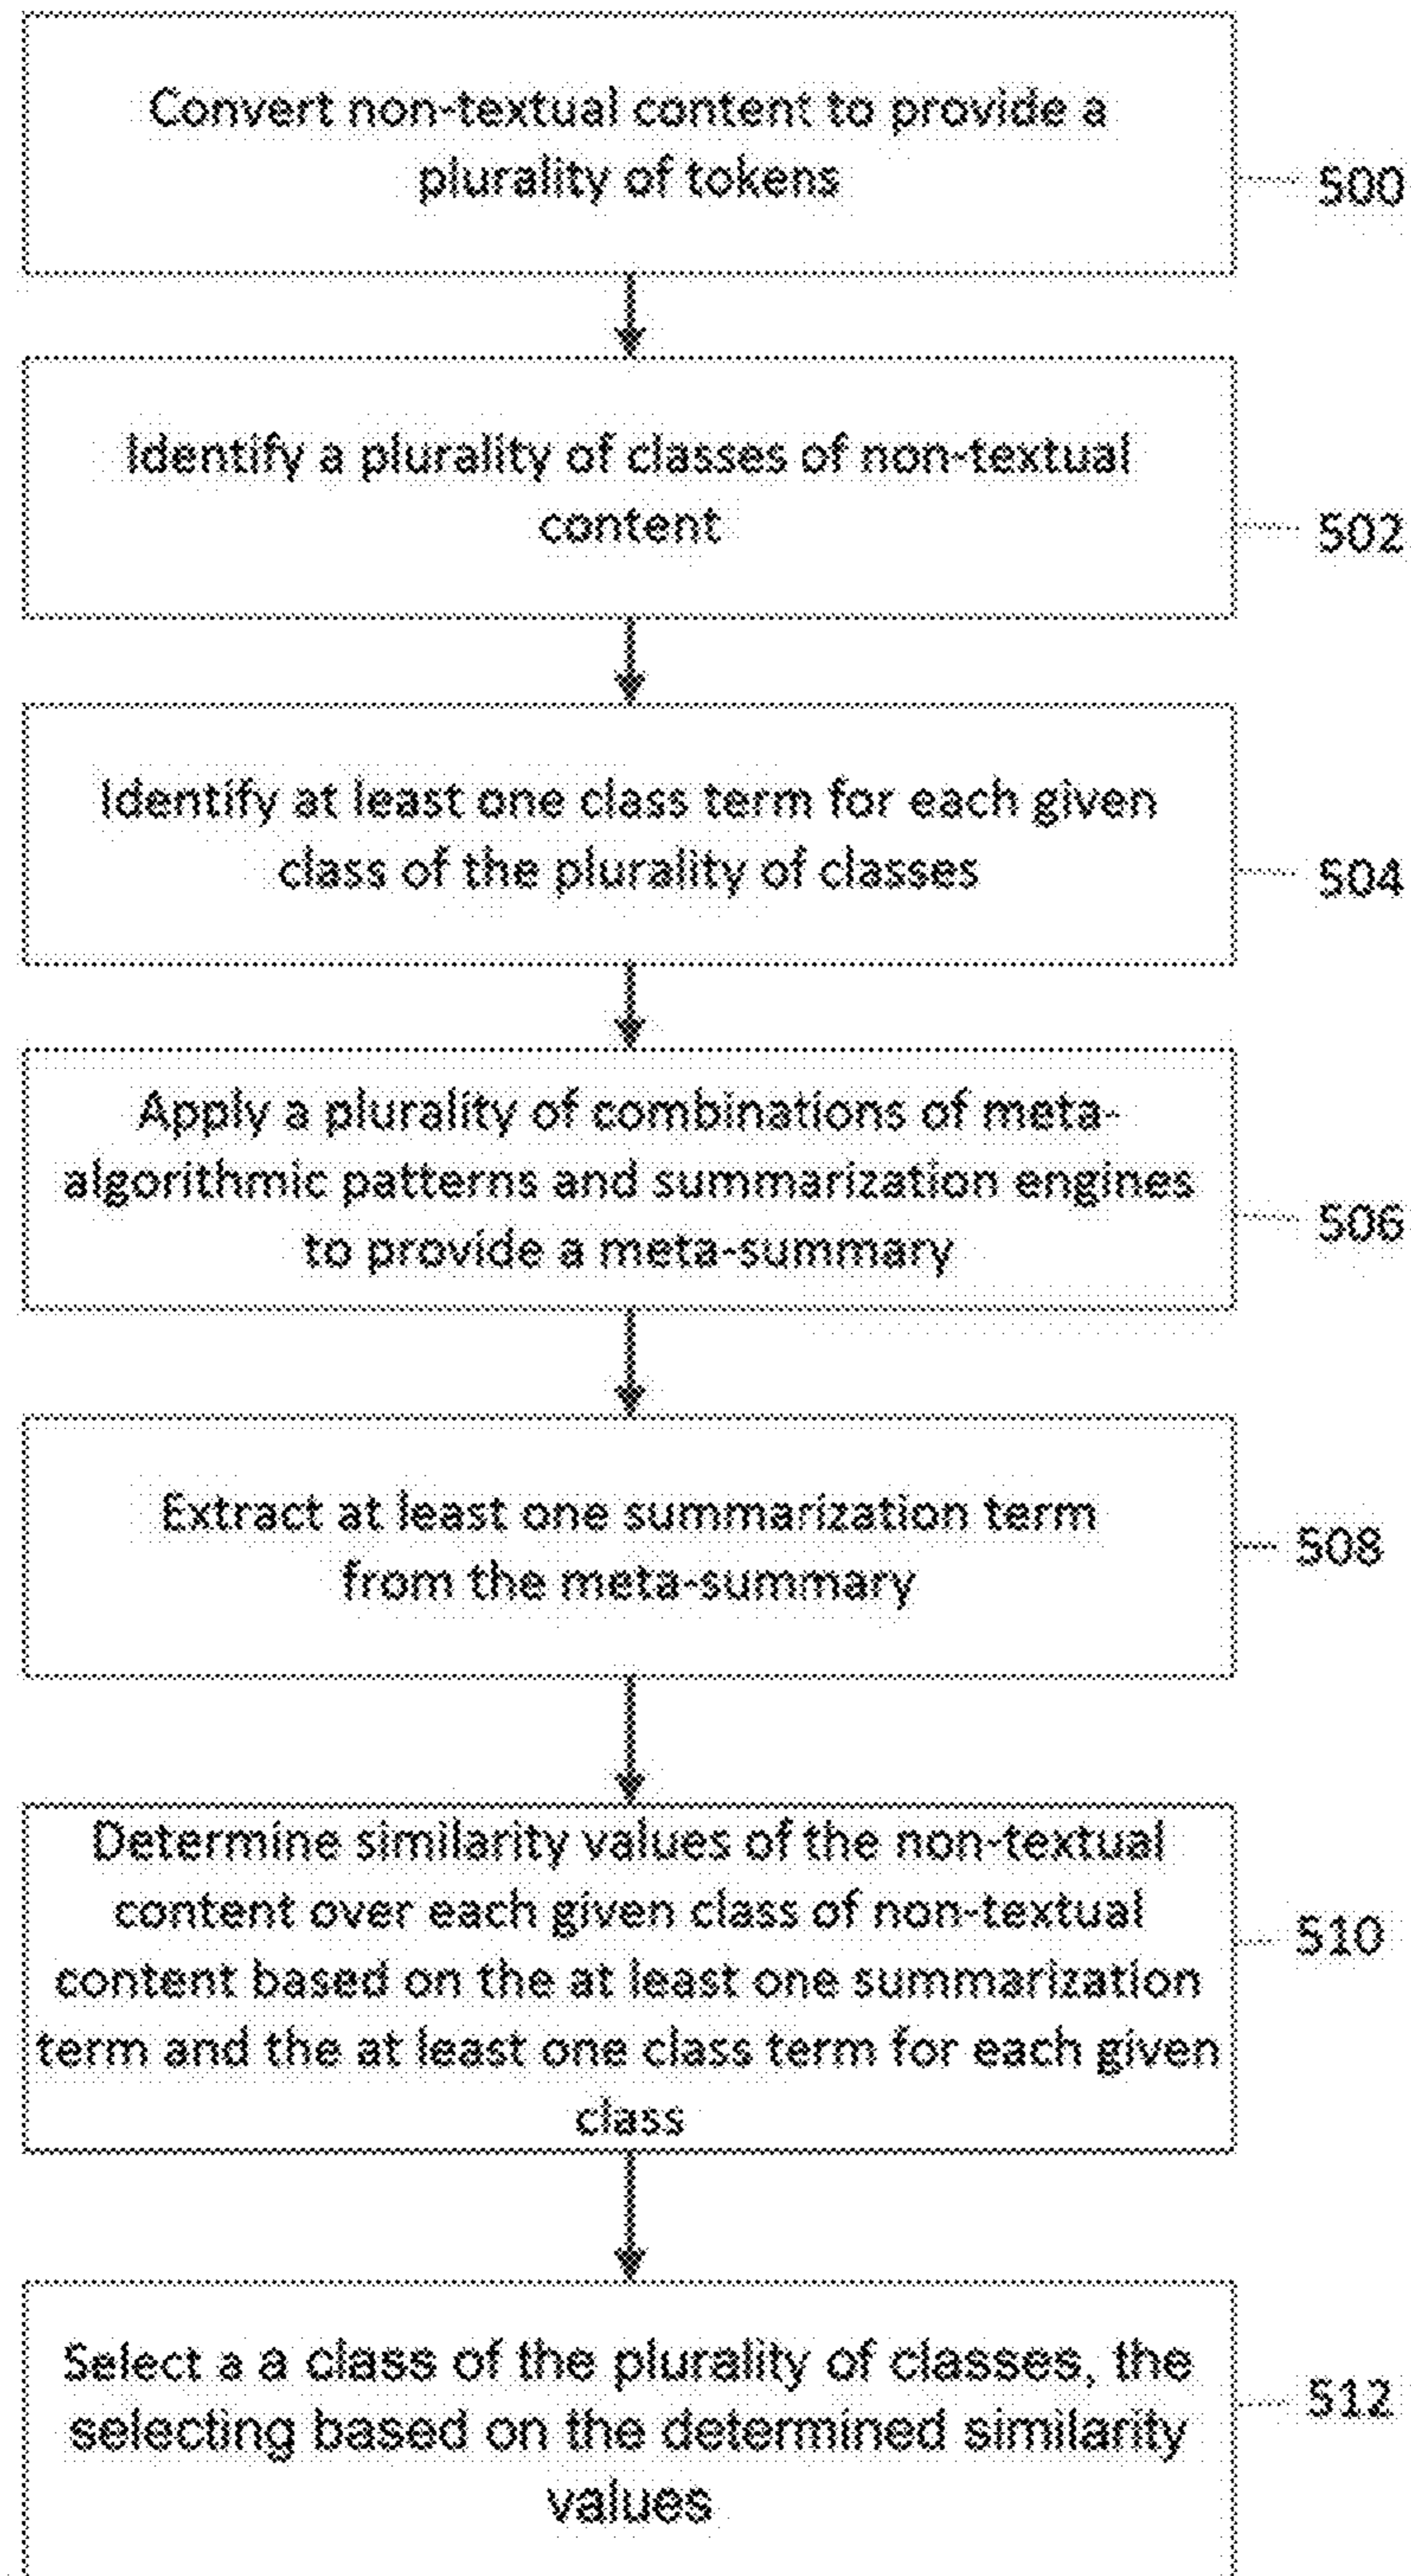 Convert non-textual content to provide a
plurality of tokens
500
Identify a plurality of classes of non-textual
content
502
Identify at least one class term for each given
class of the plurality of classes
504
Apply a plurality of combinations of meta-
algorithmic patterns and summarization engines
to provide a meta-summary
506
Extract at least one summarization term
from the meta-summary
508
Determine similarity values of the non-textual
content over each given class of non-textual
content based on the at least one summarization
term and the at least one class term for each given
class
510
Select a a class of the plurality of classes, the
selecting based on the determined similarity
values
512